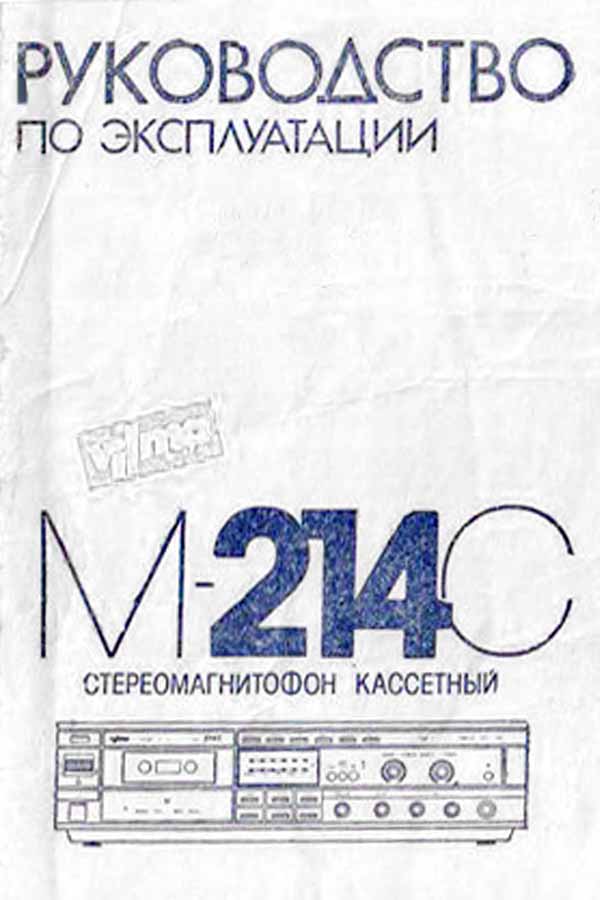 РУКОВОДСТВО
ПО ЭКСПЛУАТАЦИИ
М-214С
СТЕРЕОМАГНИТОФОН КАССЕТНЫЙ